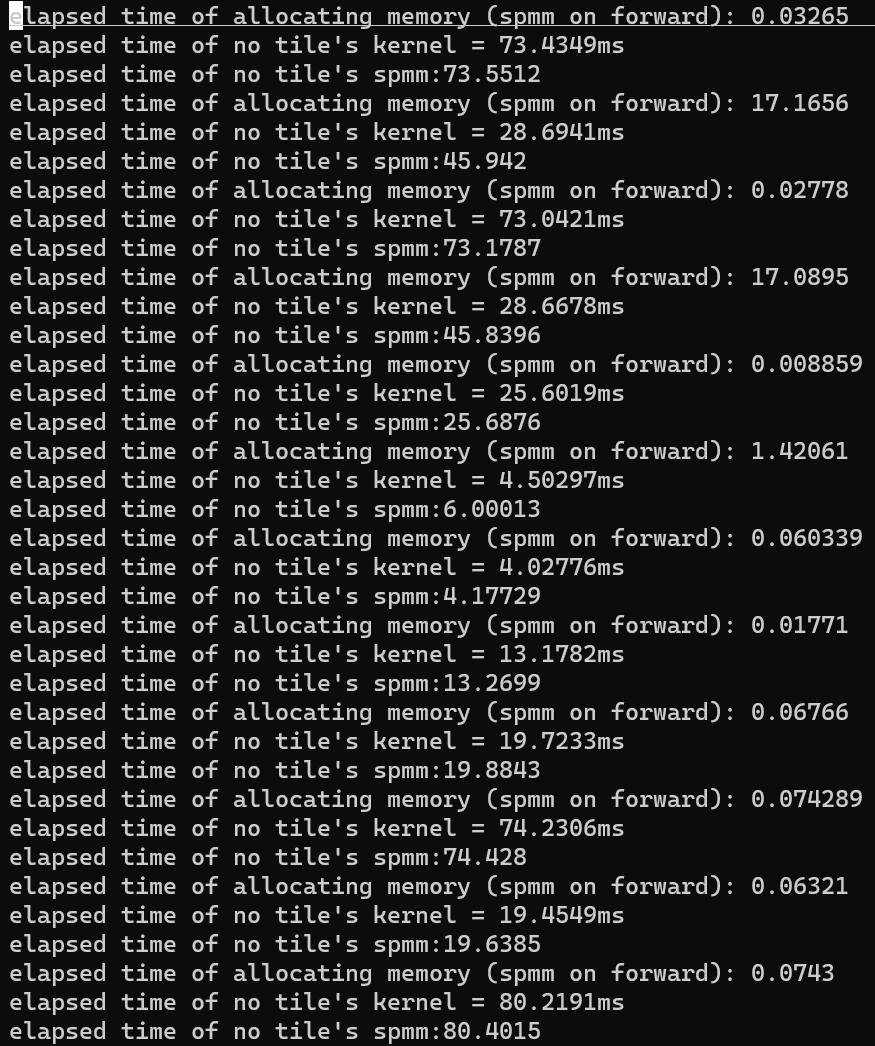 elapsed time of allocating memory (spmm on forward): 0.03265
elapsed time of no tile's kernel = 73.4349ms
elapsed time of no tile's spmm:73.5512
elapsed time of allocating memory (spmm on forward): 17.1656
elapsed time of no tile's kernel = 28.6941ms
elapsed time of no tile's spmm:45.942
elapsed time of allocating memory (spmm on forward): 0.02778
elapsed time of no tile's kernel = 73.0421ms
elapsed time of no tile's spmm:73.1787
elapsed time of allocating memory (spmm on forward): 17.0895
elapsed time of no tile's kernel = 28.6678ms
elapsed time of no tile's spmm:45.8396
elapsed time of allocating memory (spmm on forward): 0.008859
elapsed time of no tile's kernel = 25.6019ms
elapsed time of no tile's spmm:25.6876
elapsed time of allocating memory (spmm on forward): 1.42061
elapsed time of no tile's kernel = 4.50297ms
elapsed time of no tile's spmm:6.00013
elapsed time of allocating memory (spmm on forward): 0.060339
elapsed time of no tile's kernel = 4.02776ms
elapsed time of no tile's spmm:4.17729
elapsed time of allocating memory (spmm on forward): 0.01771
elapsed time of no tile's kernel = 13.1782ms
elapsed time of no tile's spmm:13.2699
elapsed time of allocating memory (spmm on forward): 0.06766
elapsed time of no tile's kernel = 19.7233ms
elapsed time of no tile's spmm:19.8843
elapsed time of allocating memory (spmm on forward): 0.074289
elapsed time of no tile's kernel = 74.2306ms
elapsed time of no tile's spmm:74.428
elapsed time of allocating memory (spmm on forward): 0.06321
elapsed time of no tile's kernel = 19.4549ms
elapsed time of no tile's spmm:19.6385
elapsed time of allocating memory (spmm on forward): 0.0743
elapsed time of no tile's kernel = 80.2191ms
elapsed time of no tile's spmm:80.4015